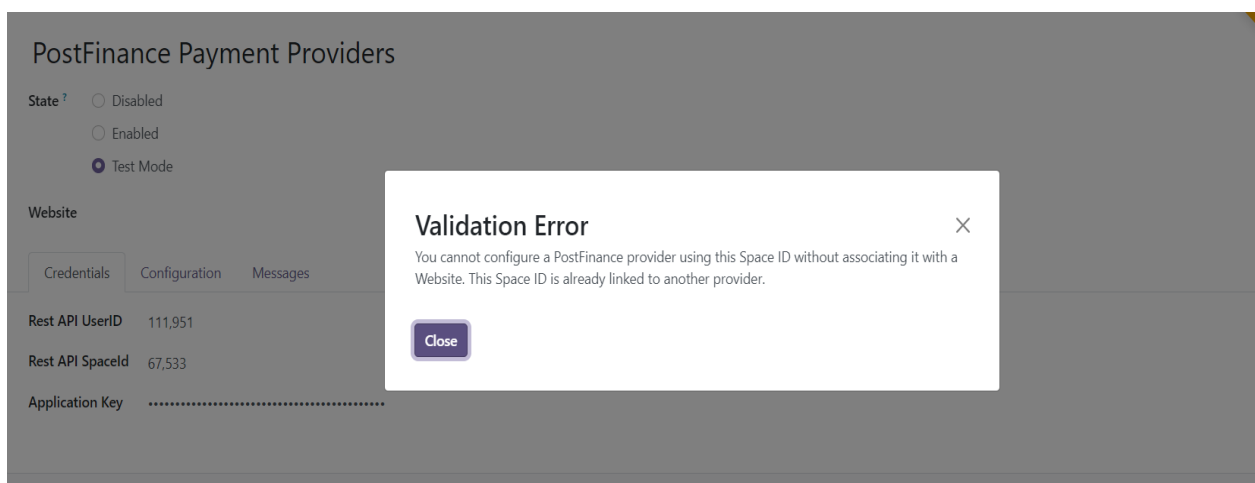 PostFinance Payment Providers
State ?
Disabled
Enabled
Test Mode
Website
Validation Error
You cannot configure a PostFinance provider using this Space ID without associating it with a
Website. This Space ID is already linked to another provider.
Close
Credentials Configuration Messages
Rest API UserID 111,951
Rest API SpaceId 67,533
Application Key ••••••••••••••••••••••••••••••••••••••••••••